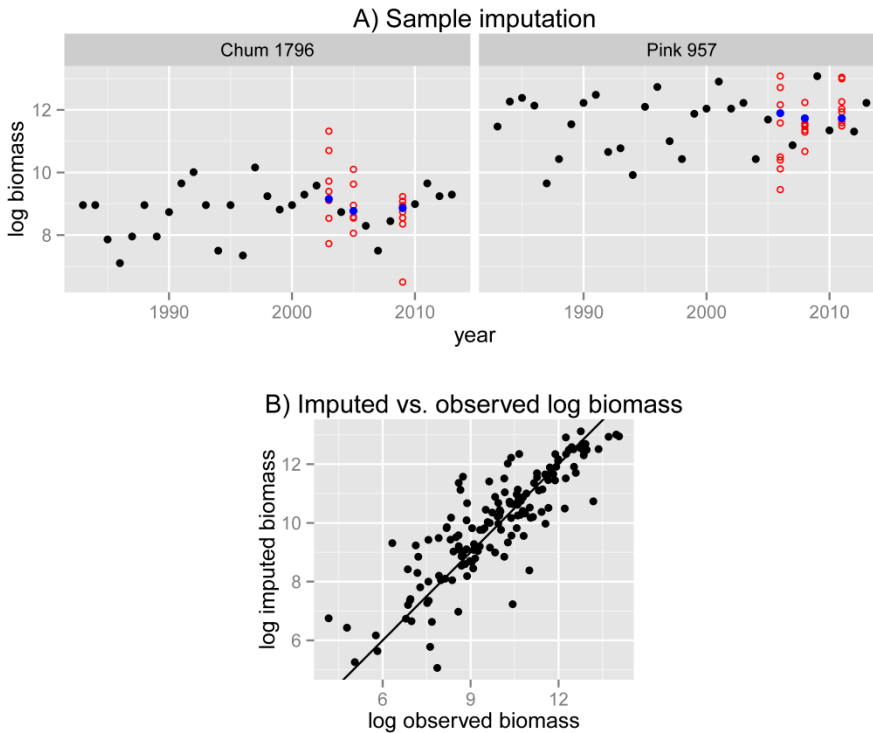 A) Sample imputation
Chum 1796
Pink 957
log biomass
12
10
8
1990
2000
2010
1990
2000
2010
year
B) Imputed vs. observed log biomass
log imputed biomass
12
10
8
6
6
9
12
log observed biomass